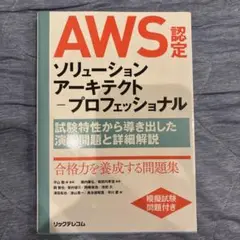 AWS認定
ソリューション
アーキテクト
-プロフェッショナル
試験特性から導き出した
演習問題と詳細解説
合格力を養成する問題集
模擬試験
問題付き
リックテレコム